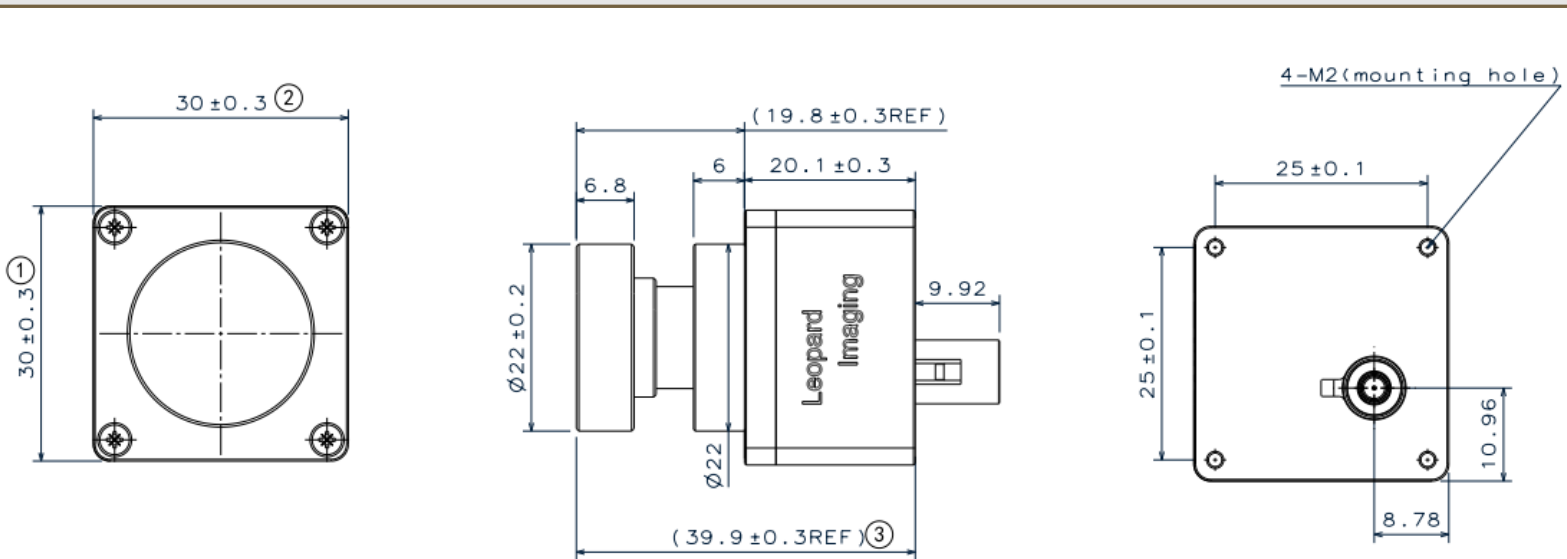 30±0.3 ②
30±0.3 ①
(19.8±0.3REF)
6
20.1±0.3
6.8
Ø22±0.2
Ø22
Leopard
Imaging
9.92
(39.9±0.3REF) ③
4-M2(mounting hole)
25±0.1
25±0.1
10.96
8.78